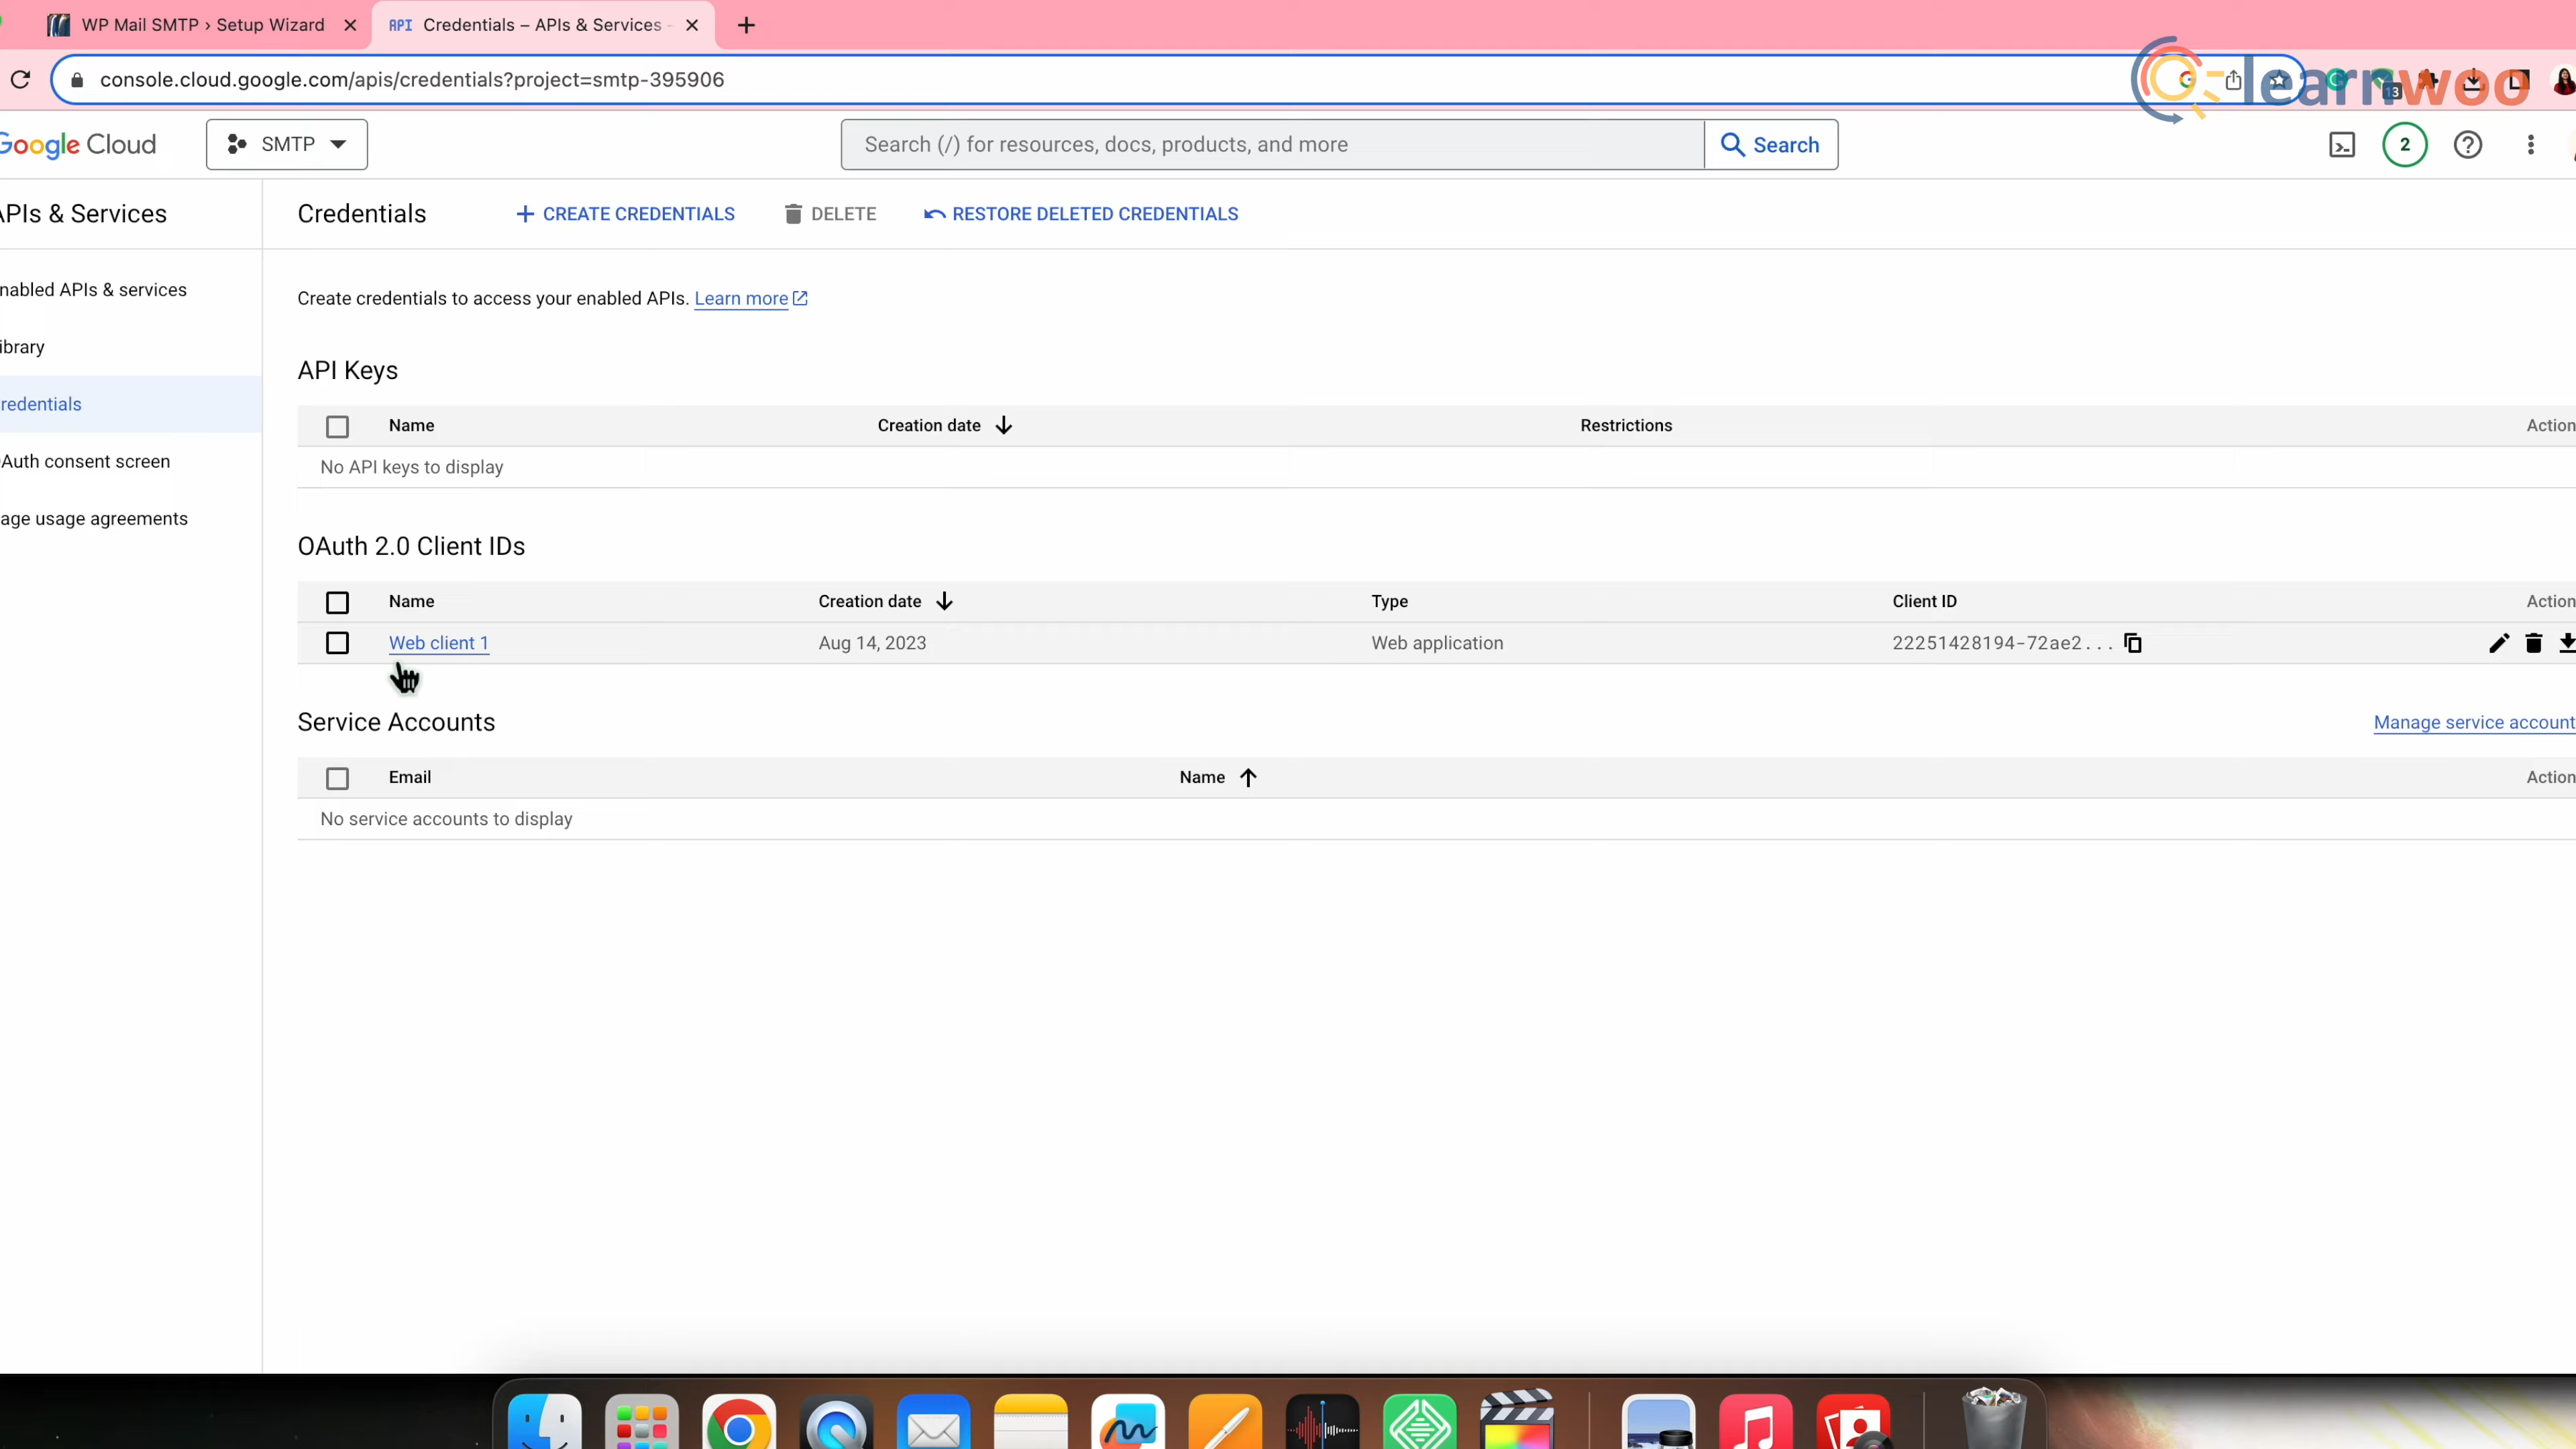 WP Mail SMTP › Setup Wizard
API Credentials – APIs & Services -
console.cloud.google.com/apis/credentials?project=smtp-395906
13
learnwoo
Google Cloud
SMTP
Search (/) for resources, docs, products, and more
Search
2
APIs & Services
Credentials
+ CREATE CREDENTIALS
DELETE
RESTORE DELETED CREDENTIALS
nabled APIs & services
ibrary
redentials
Auth consent screen
age usage agreements
Create credentials to access your enabled APIs. Learn more
API Keys
Name
Creation date
Restrictions
Action
No API keys to display
OAuth 2.0 Client IDs
Name
Creation date
Type
Client ID
Action
Web client 1
Aug 14, 2023
Web application
22251428194-72ae2...
Service Accounts
Manage service account
Email
Name
Action
No service accounts to display